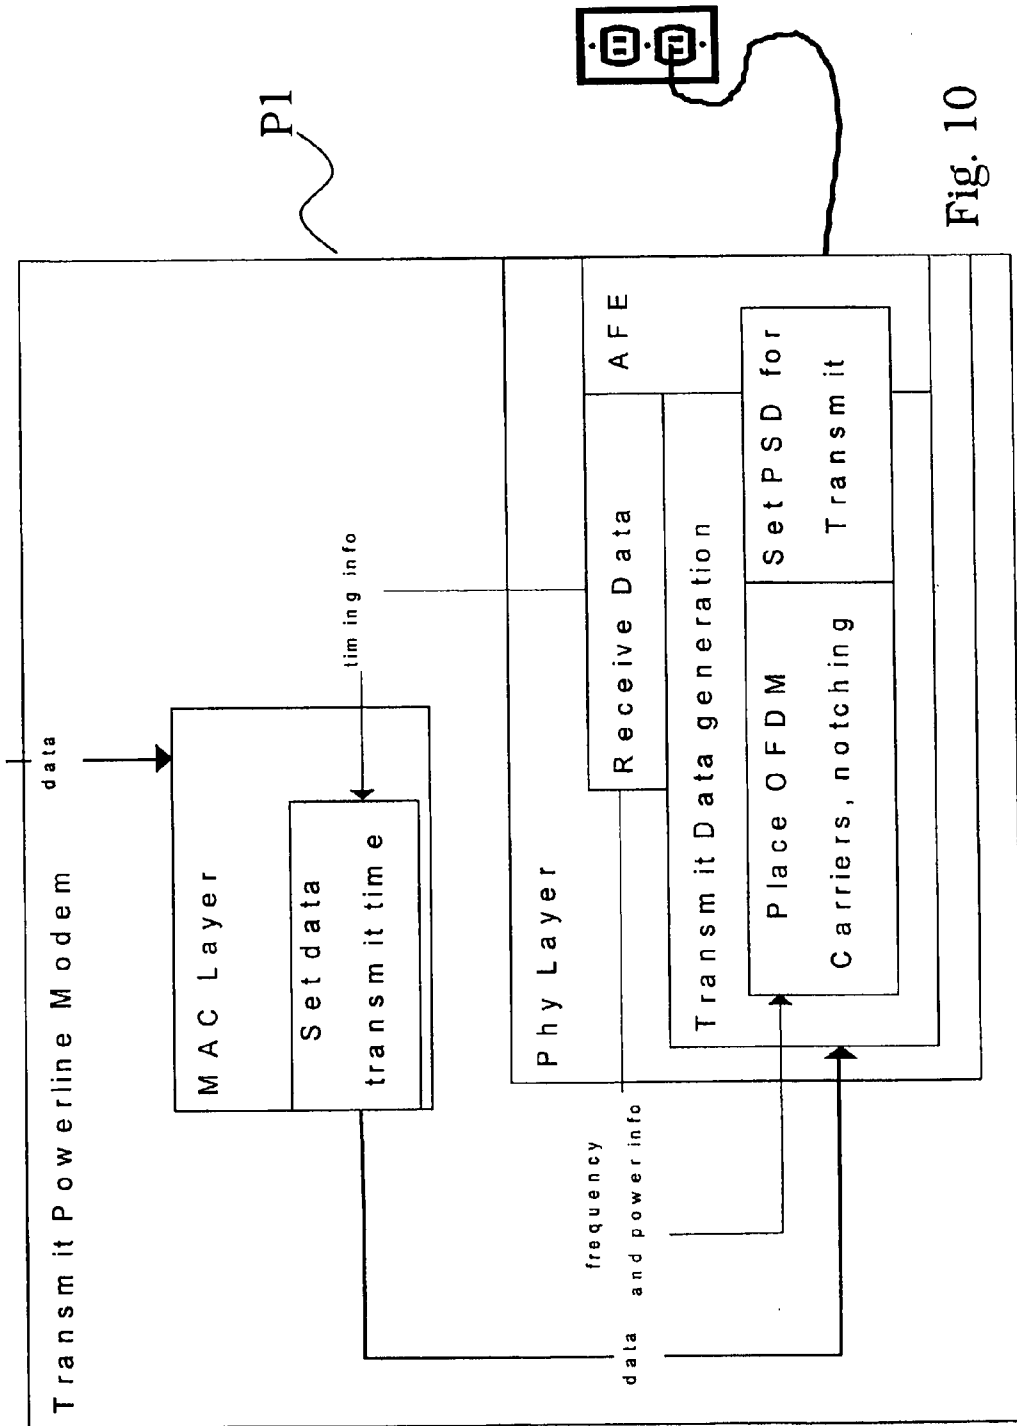 Transmit Powerline Modem
data
P1
MAC Layer
Set data
transmit time
timing info
Phy Layer
Receive Data
AFE
Transmit Data generation
Place OFDM
Carriers, notching
Set PSD for
Transmit
frequency
and power info
data
Fig. 10